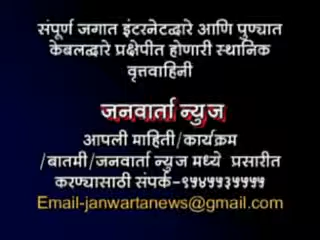 संपूर्ण जगात इंटरनेटद्वारे आणि पुण्यात
केबलद्वारे प्रक्षेपीत होणारी स्थानिक
वृत्तवाहिनी
जनवार्ता न्युज
आपली माहिती/कार्यक्रम
/बातमी/जनवार्ता न्युज मध्ये प्रसारीत
करण्यासाठी संपर्क-९५४५५३५५५५
Email-janwartanews@gmail.com